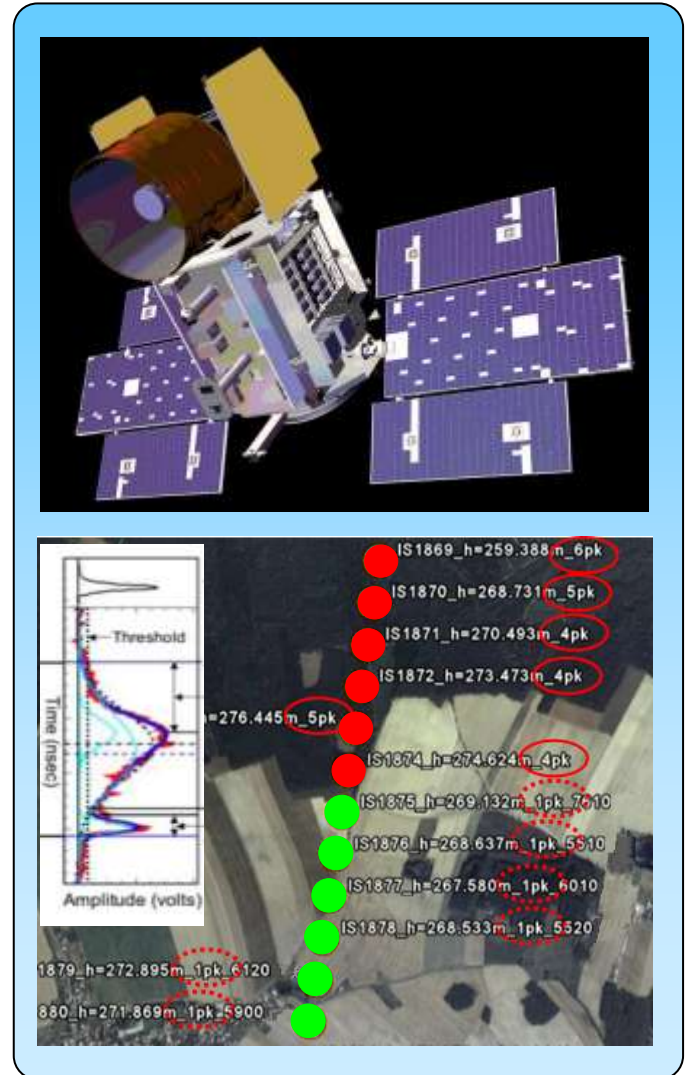 IS1869_h=259.388m_6pk
IS1870_h=268.731m_5pk
IS1871_h=270.493m_4pk
IS1872_h=273.473m_4pk
=276.445m_5pk
IS1874_h=274.624m_4pk
IS1875_h=269.132m_1pk_7610
IS1876_h=268.637m_1pk_5510
IS1877_h=267.580m_1pk_6010
IS1878_h=268.533m_1pk_5520
1879_h=272.895m_1pk_6120
880_h=271.869m_1pk_5900
Threshold
Time (nsec)
Amplitude (volts)